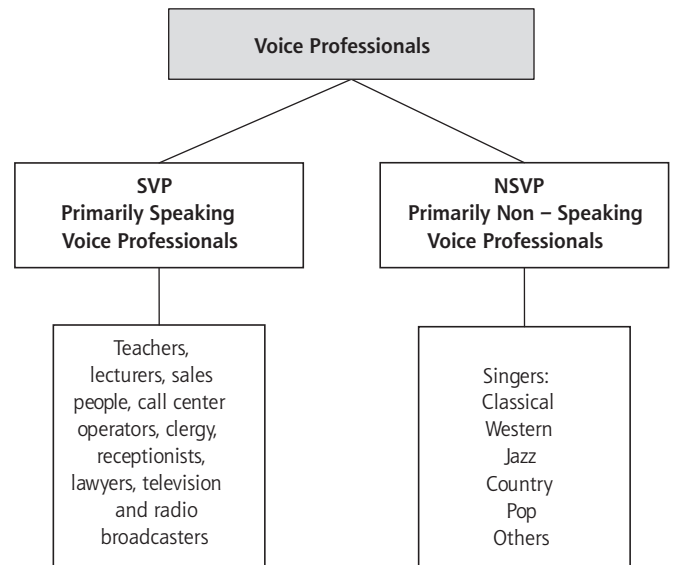 Voice Professionals
SVP
Primarily Speaking
Voice Professionals
NSVP
Primarily Non – Speaking
Voice Professionals
Teachers,
lecturers, sales
people, call center
operators, clergy,
receptionists,
lawyers, television
and radio
broadcasters
Singers:
Classical
Western
Jazz
Country
Pop
Others